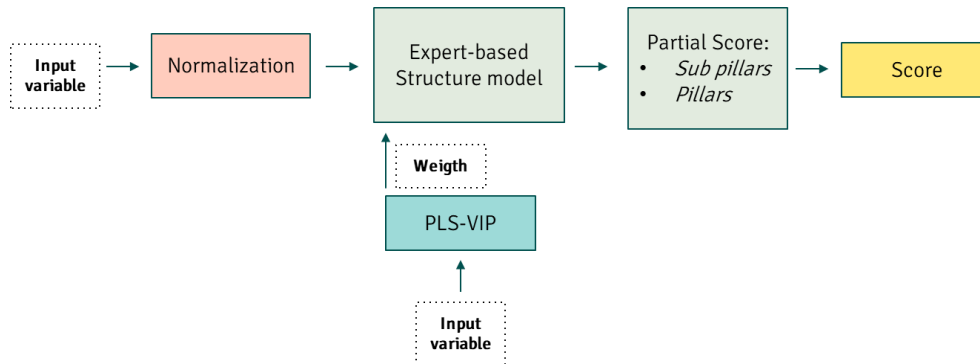 Input
variable
Normalization
Expert-based
Structure model
Partial Score:
• Sub pillars
• Pillars
Score
Weigth
PLS-VIP
Input
variable